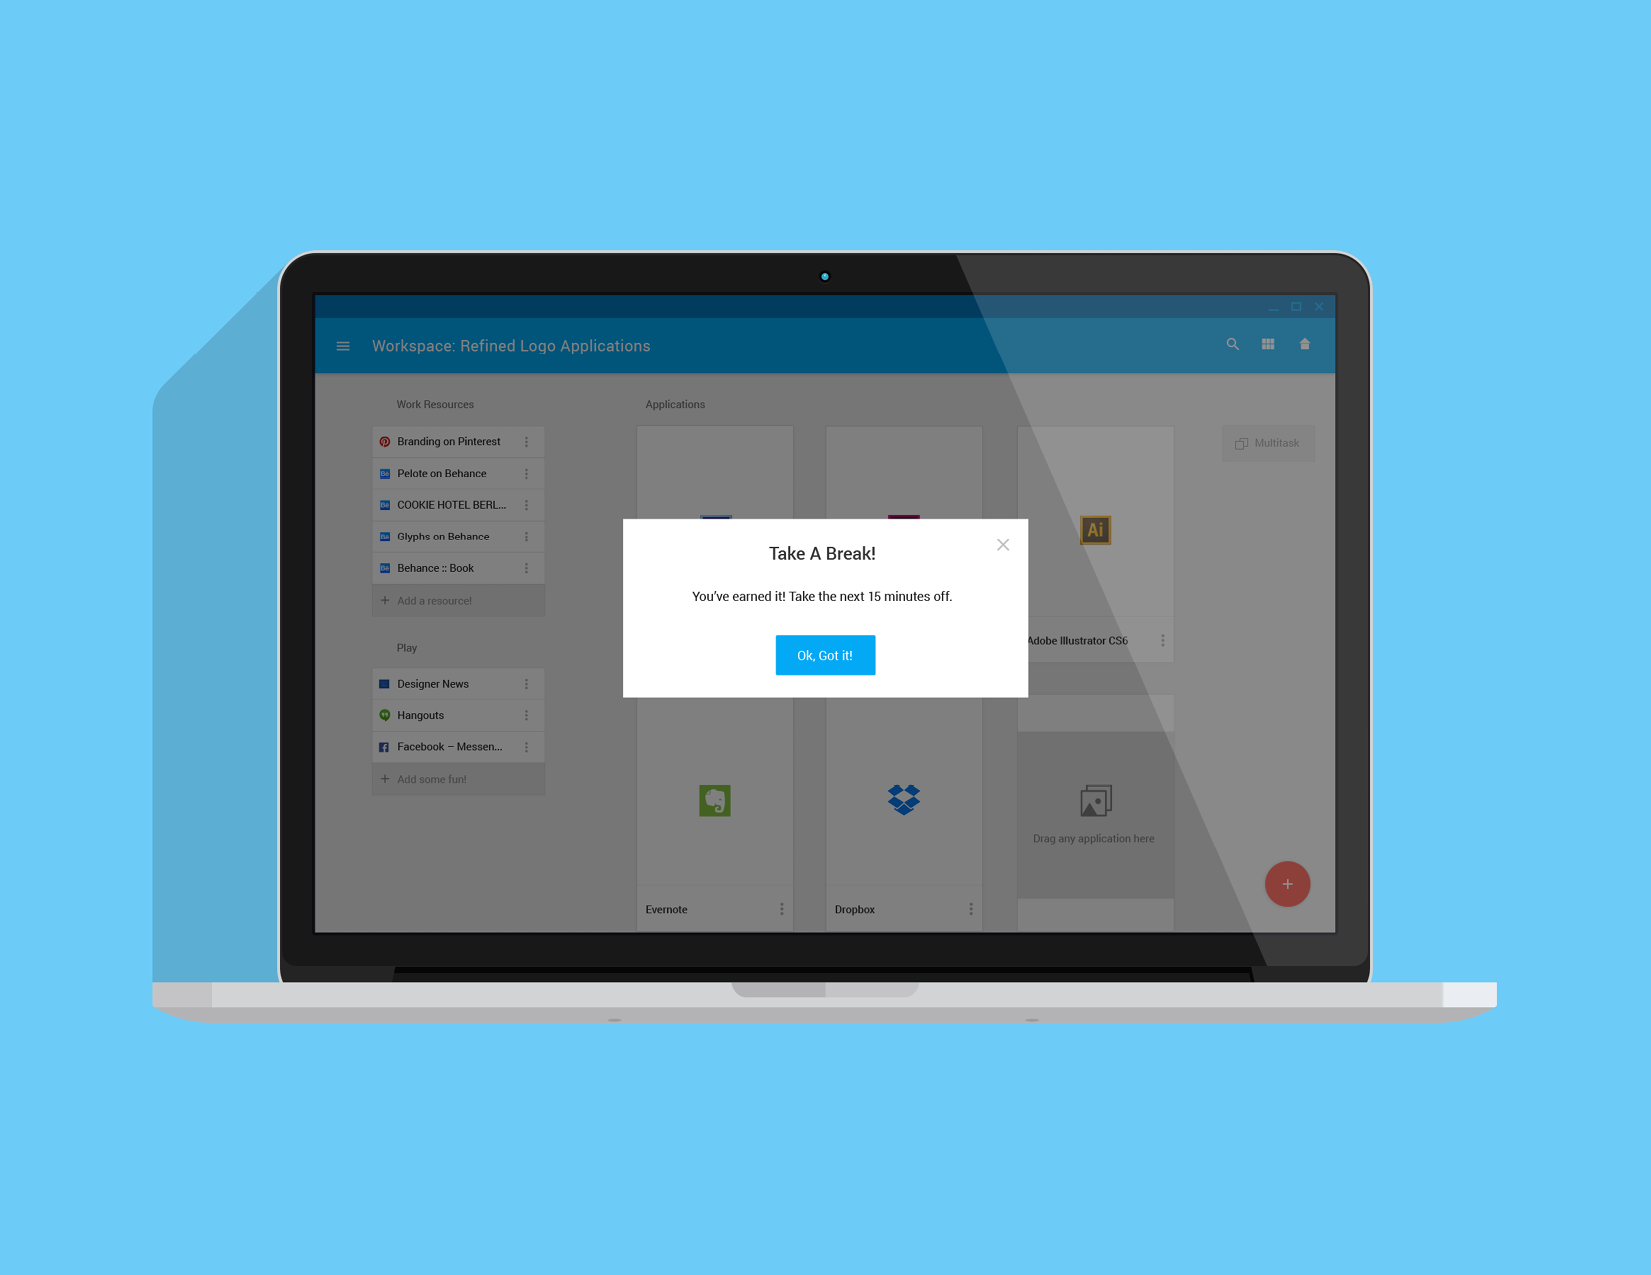 Workspace: Refined Logo Applications
Work Resources
Branding on Pinterest
Pelote on Behance
COOKIE HOTEL BERL...
Glyphs on Behance
Behance :: Book
+ Add a resource!
Play
Designer News
Hangouts
Facebook – Messen...
+ Add some fun!
Applications
Multitask
Ai
Adobe Illustrator CS6
Take A Break!
You've earned it! Take the next 15 minutes off.
Ok, Got it!
Drag any application here
Evernote
Dropbox